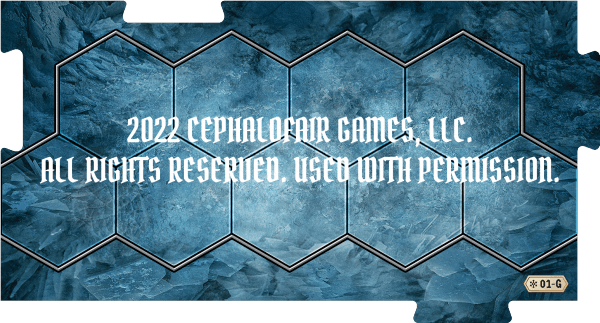 2022 CEPHALOFAIR GAMES, LLC.
ALL RIGHTS RESERVED. USED WITH PERMISSION.
01-G